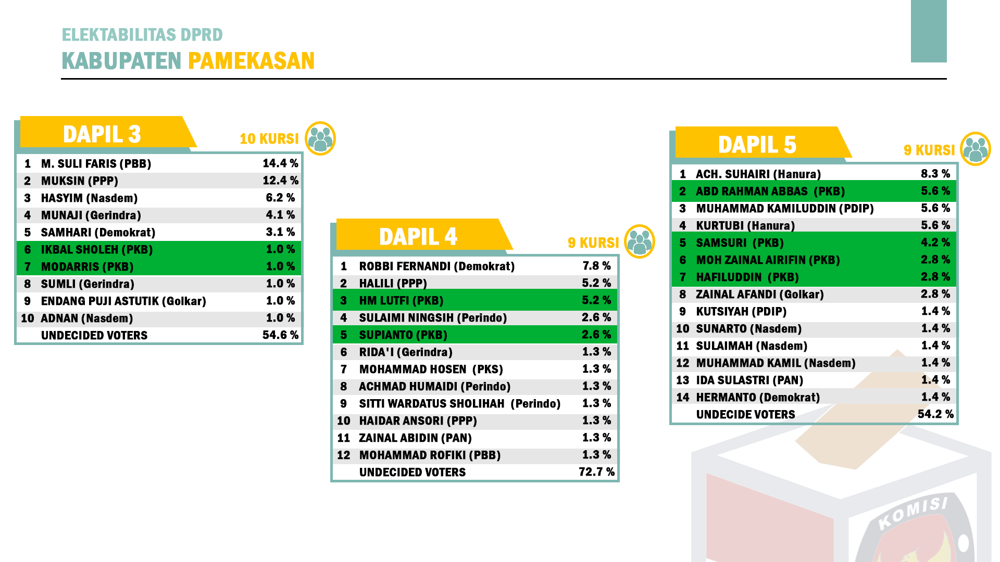 ELEKTABILITAS DPRD
KABUPATEN PAMEKASAN
DAPIL 3
10 KURSI
1 M. SULI FARIS (PBB) 14.4 %
2 MUKSIN (PPP) 12.4 %
3 HASYIM (Nasdem) 6.2 %
4 MUNAJI (Gerindra) 4.1 %
5 SAMHARI (Demokrat) 3.1 %
6 IKBAL SHOLEH (PKB) 1.0 %
7 MODARRIS (PKB) 1.0 %
8 SUMLI (Gerindra) 1.0 %
9 ENDANG PUJI ASTUTIK (Golkar) 1.0 %
10 ADNAN (Nasdem) 1.0 %
UNDECIDED VOTERS 54.6 %
DAPIL 4
9 KURSI
1 ROBBI FERNANDI (Demokrat) 7.8 %
2 HALILI (PPP) 5.2 %
3 HM LUTFI (PKB) 5.2 %
4 SULAIMI NINGSIH (Perindo) 2.6 %
5 SUPIANTO (PKB) 2.6 %
6 RIDA'I (Gerindra) 1.3 %
7 MOHAMMAD HOSEN (PKS) 1.3 %
8 ACHMAD HUMAIDI (Perindo) 1.3 %
9 SITTI WARDATUS SHOLIHAH (Perindo) 1.3 %
10 HAIDAR ANSORI (PPP) 1.3 %
11 ZAINAL ABIDIN (PAN) 1.3 %
12 MOHAMMAD ROFIKI (PBB) 1.3 %
UNDECIDED VOTERS 72.7 %
DAPIL 5
9 KURSI
1 ACH. SUHAIRI (Hanura) 8.3 %
2 ABD RAHMAN ABBAS (PKB) 5.6 %
3 MUHAMMAD KAMILUDDIN (PDIP) 5.6 %
4 KURTUBI (Hanura) 5.6 %
5 SAMSURI (PKB) 4.2 %
6 MOH ZAINAL AIRIFIN (PKB) 2.8 %
7 HAFILUDDIN (PKB) 2.8 %
8 ZAINAL AFANDI (Golkar) 2.8 %
9 KUTSIYAH (PDIP) 1.4 %
10 SUNARTO (Nasdem) 1.4 %
11 SULAIMAH (Nasdem) 1.4 %
12 MUHAMMAD KAMIL (Nasdem) 1.4 %
13 IDA SULASTRI (PAN) 1.4 %
14 HERMANTO (Demokrat) 1.4 %
UNDECIDE VOTERS 54.2 %
KOMISI